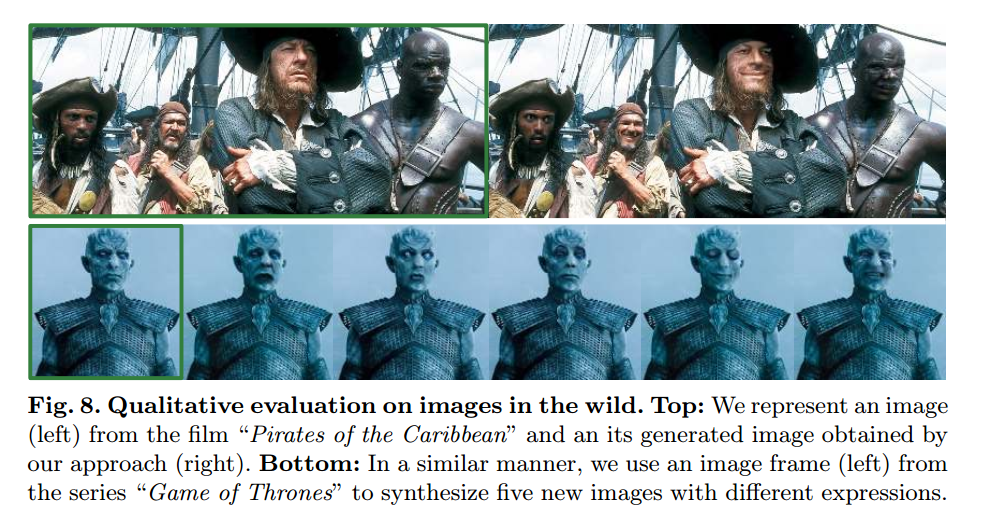 Fig. 8. Qualitative evaluation on images in the wild. Top: We represent an image
(left) from the film “Pirates of the Caribbean” and an its generated image obtained by
our approach (right). Bottom: In a similar manner, we use an image frame (left) from
the series “Game of Thrones” to synthesize five new images with different expressions.